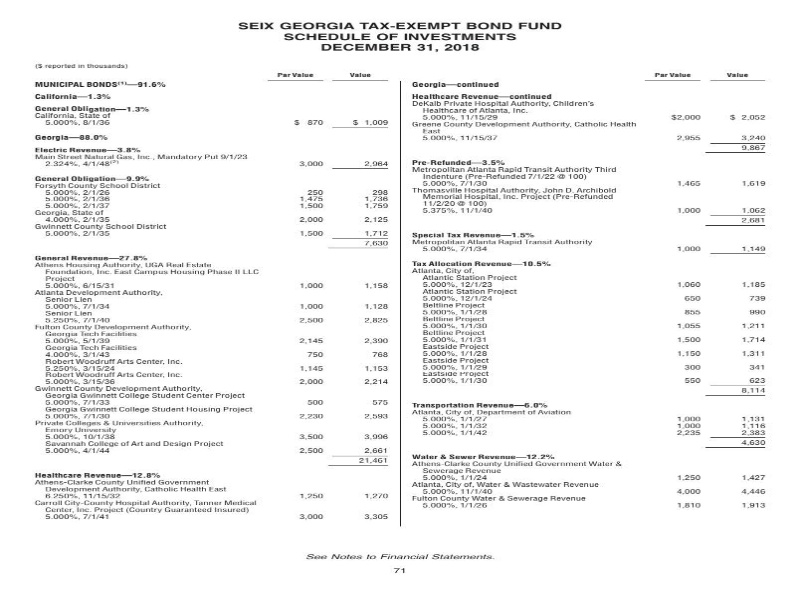 SEIX GEORGIA TAX-EXEMPT BOND FUND
SCHEDULE OF INVESTMENTS
DECEMBER 31, 2018
($ reported in thousands)
Par Value Value
MUNICIPAL BONDS(1)—91.6%
California—1.3%
General Obligation—1.3%
California, State of
5.000%, 8/1/36 $ 870 $ 1,009
Georgia—88.0%
Electric Revenue—3.8%
Main Street Natural Gas, Inc., Mandatory Put 9/1/23
2.324%, 4/1/48(2) 3,000 2,964
General Obligation—9.9%
Forsyth County School District
5.000%, 2/1/26 250 298
5.000%, 2/1/36 1,475 1,736
5.000%, 2/1/37 1,500 1,759
Georgia, State of
4.000%, 2/1/35 2,000 2,125
Gwinnett County School District
5.000%, 2/1/35 1,500 1,712
7,630
General Revenue—27.8%
Athens Housing Authority, UGA Real Estate
Foundation, Inc. East Campus Housing Phase II LLC
Project
5.000%, 6/15/31 1,000 1,158
Atlanta Development Authority,
Senior Lien
5.000%, 7/1/34 1,000 1,128
Senior Lien
5.250%, 7/1/40 2,500 2,825
Fulton County Development Authority,
Georgia Tech Facilities
5.000%, 5/1/39 2,145 2,390
Georgia Tech Facilities
4.000%, 3/1/43 750 768
Robert Woodruff Arts Center, Inc.
5.250%, 3/15/24 1,145 1,153
Robert Woodruff Arts Center, Inc.
5.000%, 3/15/36 2,000 2,214
Gwinnett County Development Authority,
Georgia Gwinnett College Student Center Project
5.000%, 7/1/33 500 575
Georgia Gwinnett College Student Housing Project
5.000%, 7/1/30 2,230 2,593
Private Colleges & Universities Authority,
Emory University
5.000%, 10/1/38 3,500 3,996
Savannah College of Art and Design Project
5.000%, 4/1/44 2,500 2,661
21,461
Healthcare Revenue—12.8%
Athens-Clarke County Unified Government
Development Authority, Catholic Health East
6.250%, 11/15/32 1,250 1,270
Carroll City-County Hospital Authority, Tanner Medical
Center, Inc. Project (Country Guaranteed Insured)
5.000%, 7/1/41 3,000 3,305
Par Value Value
Georgia—continued
Healthcare Revenue—continued
DeKalb Private Hospital Authority, Children's
Healthcare of Atlanta, Inc.
5.000%, 11/15/29 $2,000 $ 2,052
Greene County Development Authority, Catholic Health
East
5.000%, 11/15/37 2,955 3,240
9,867
Pre-Refunded—3.5%
Metropolitan Atlanta Rapid Transit Authority Third
Indenture (Pre-Refunded 7/1/22 @ 100)
5.000%, 7/1/30 1,465 1,619
Thomasville Hospital Authority, John D. Archibold
Memorial Hospital, Inc. Project (Pre-Refunded
11/2/20 @ 100)
5.375%, 11/1/40 1,000 1,062
2,681
Special Tax Revenue—1.5%
Metropolitan Atlanta Rapid Transit Authority
5.000%, 7/1/34 1,000 1,149
Tax Allocation Revenue—10.5%
Atlanta, City of,
Atlantic Station Project
5.000%, 12/1/23 1,060 1,185
Atlantic Station Project
5.000%, 12/1/24 650 739
Beltline Project
5.000%, 1/1/28 855 990
Beltline Project
5.000%, 1/1/30 1,055 1,211
Beltline Project
5.000%, 1/1/31 1,500 1,714
Eastside Project
5.000%, 1/1/28 1,150 1,311
Eastside Project
5.000%, 1/1/29 300 341
Eastside Project
5.000%, 1/1/30 550 623
8,114
Transportation Revenue—6.0%
Atlanta, City of, Department of Aviation
5.000%, 1/1/27 1,000 1,131
5.000%, 1/1/32 1,000 1,116
5.000%, 1/1/42 2,235 2,383
4,630
Water & Sewer Revenue—12.2%
Athens-Clarke County Unified Government Water &
Sewerage Revenue
5.000%, 1/1/24 1,250 1,427
Atlanta, City of, Water & Wastewater Revenue
5.000%, 11/1/40 4,000 4,446
Fulton County Water & Sewerage Revenue
5.000%, 1/1/26 1,810 1,913
See Notes to Financial Statements.
71